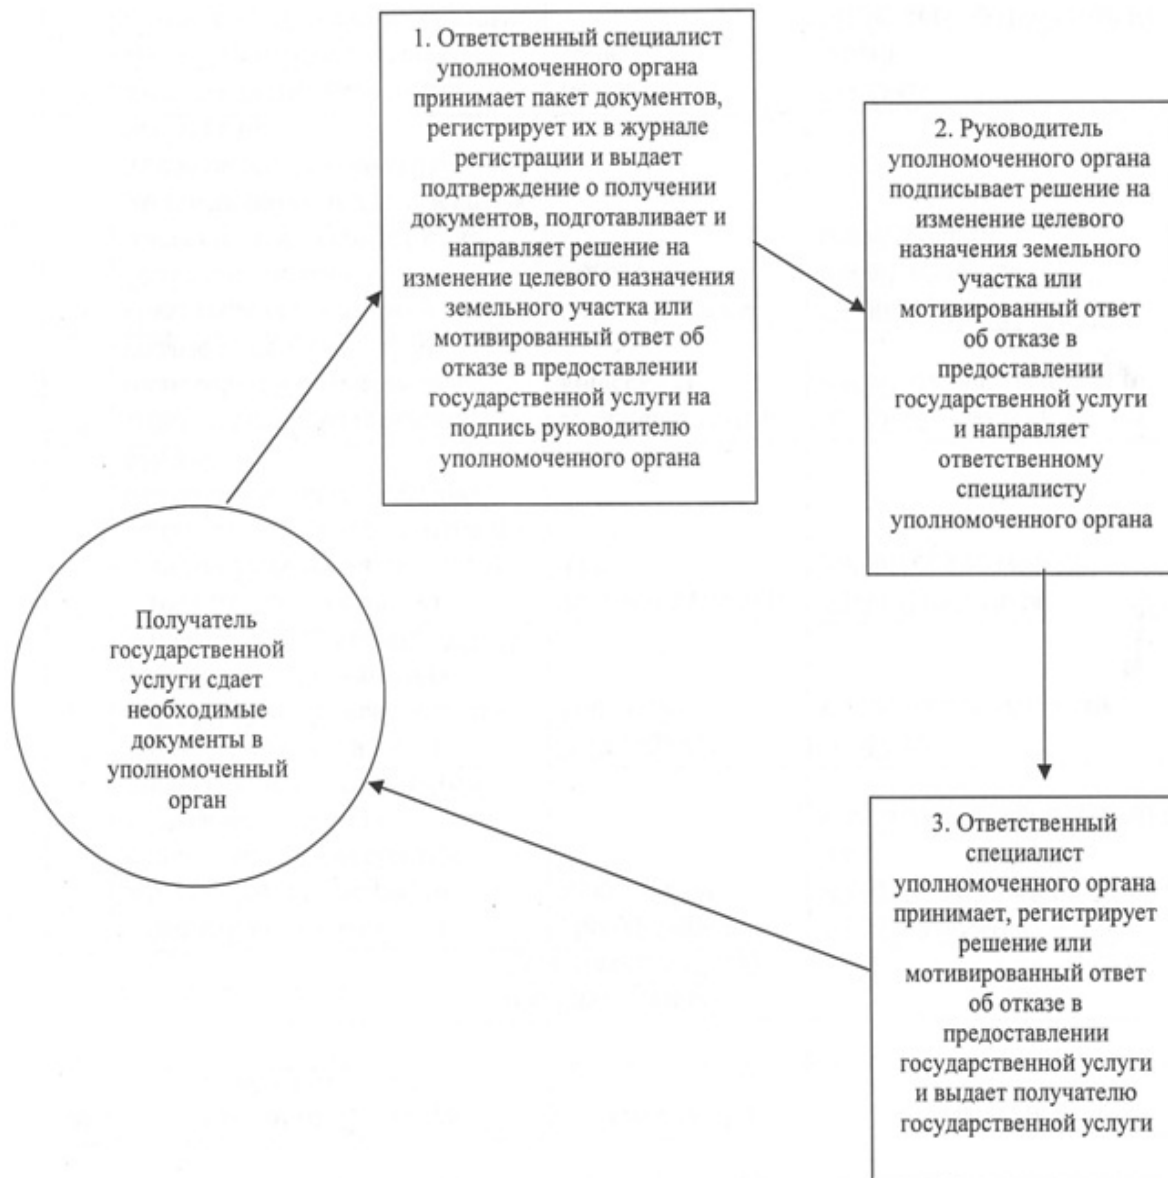 1. Ответственный специалист
уполномоченного органа
принимает пакет документов,
регистрирует их в журнале
регистрации и выдает
подтверждение о получении
документов, подготавливает и
направляет решение на
изменение целевого назначения
земельного участка или
мотивированный ответ об
отказе в предоставлении
государственной услуги на
подпись руководителю
уполномоченного органа
2. Руководитель
уполномоченного органа
подписывает решение на
изменение целевого
назначения земельного
участка или
мотивированный ответ
об отказе в
предоставлении
государственной услуги
и направляет
ответственному
специалисту
уполномоченного органа
Получатель
государственной
услуги сдает
необходимые
документы в
уполномоченный
орган
3. Ответственный
специалист
уполномоченного органа
принимает, регистрирует
решение или
мотивированный ответ
об отказе в
предоставлении
государственной услуги
и выдает получателю
государственной услуги